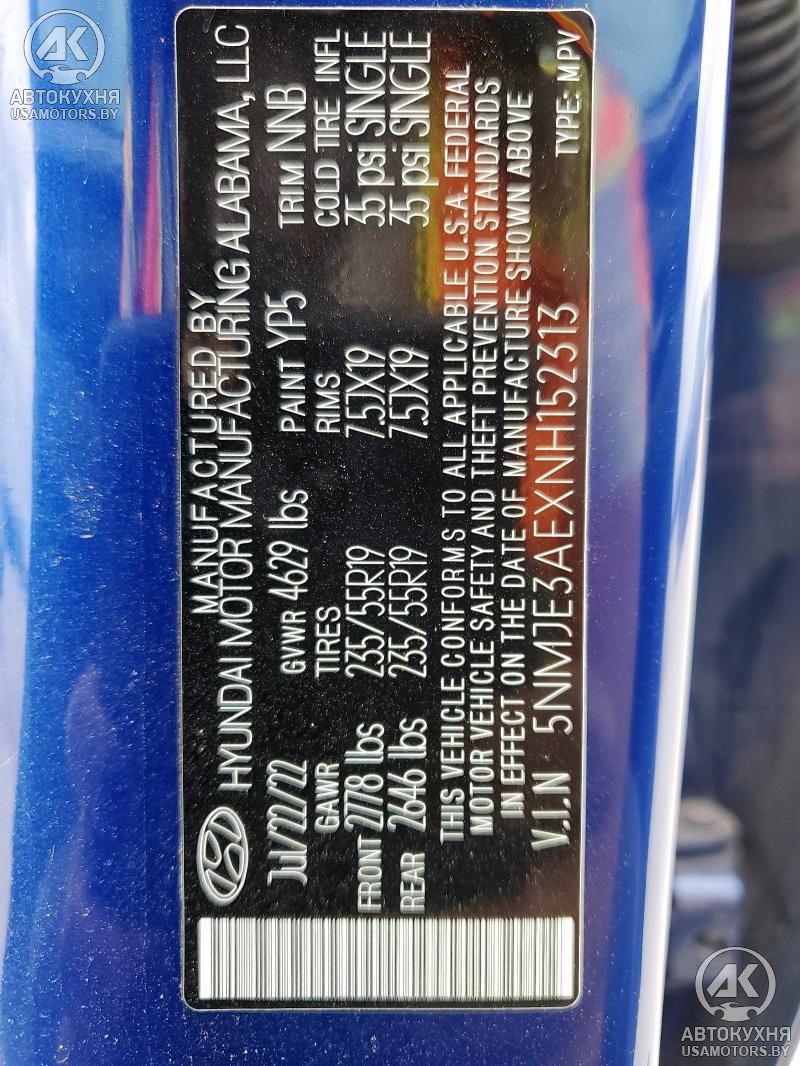 АВТОКУХНЯ
USAMOTORS.BY
MANUFACTURED BY
HYUNDAI MOTOR MANUFACTURING ALABAMA, LLC
GVWR 4629 lbs PAINT YP5 TRIM NNB
GAWR TIRES RIMS COLD TIRE INFL
FRONT 2778 lbs 235/55R19 7.5JX19 35 psi SINGLE
REAR 2646 lbs 235/55R19 7.5JX19 35 psi SINGLE
THIS VEHICLE CONFORMS TO ALL APPLICABLE U.S.A. FEDERAL
MOTOR VEHICLE SAFETY AND THEFT PREVENTION STANDARDS
IN EFFECT ON THE DATE OF MANUFACTURE SHOWN ABOVE
V.I.N 5NMJE3AEXNH152313 TYPE: MPV
АВТОКУХНЯ
USAMOTORS.BY